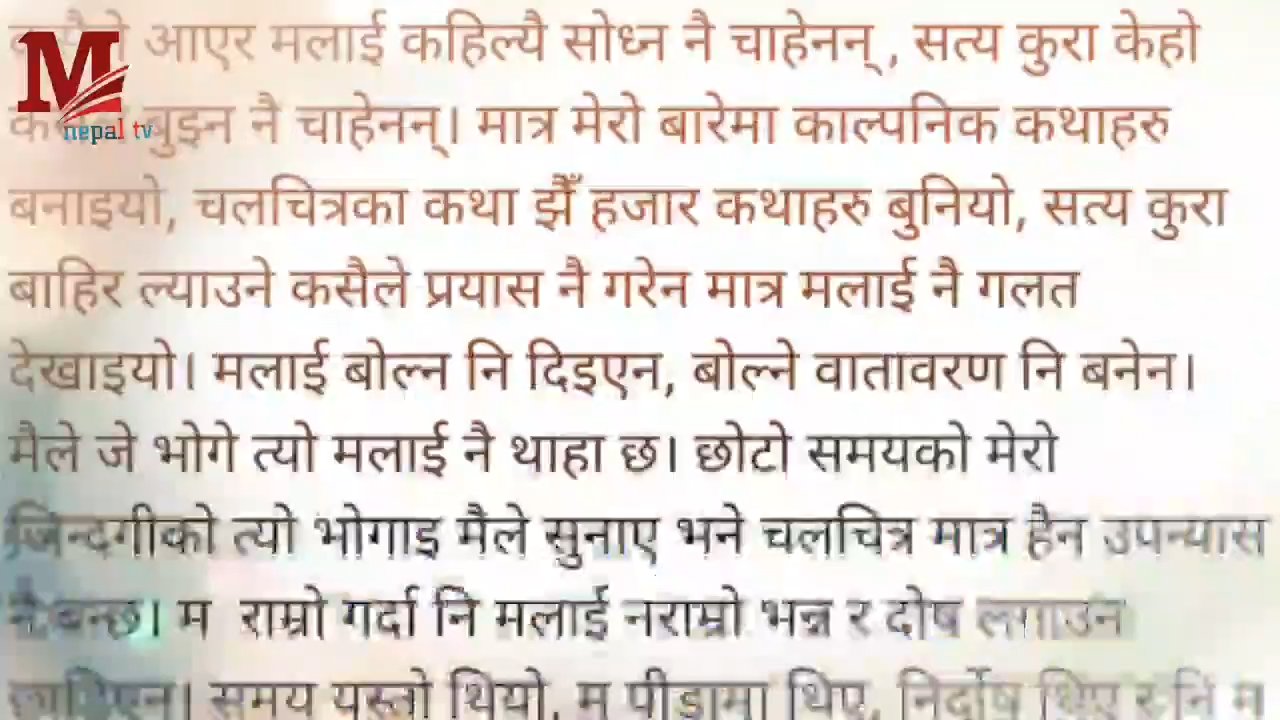 M
nepal tv
आएर मलाई कहिल्यै सोध्न नै चाहेनन् , सत्य कुरा केहो
बुझ्न नै चाहेनन्। मात्र मेरो बारेमा काल्पनिक कथाहरु
बनाइयो, चलचित्रका कथा झैँ हजार कथाहरु बुनियो, सत्य कुरा
बाहिर ल्याउने कसैले प्रयास नै गरेन मात्र मलाई नै गलत
देखाइयो। मलाई बोल्न नि दिइएन, बोल्ने वातावरण नि बनेन।
मैले जे भोगे त्यो मलाई नै थाहा छ। छोटो समयको मेरो
जिन्दगीको त्यो भोगाइ मैले सुनाए भने चलचित्र मात्र हैन उपन्यास
नै बन्छ। म राम्रो गर्दा नि मलाई नराम्रो भन्न र दोष लगाउन
समय यस्तो थियो, म पीडामा थिए, निर्दोष थिए र नि म